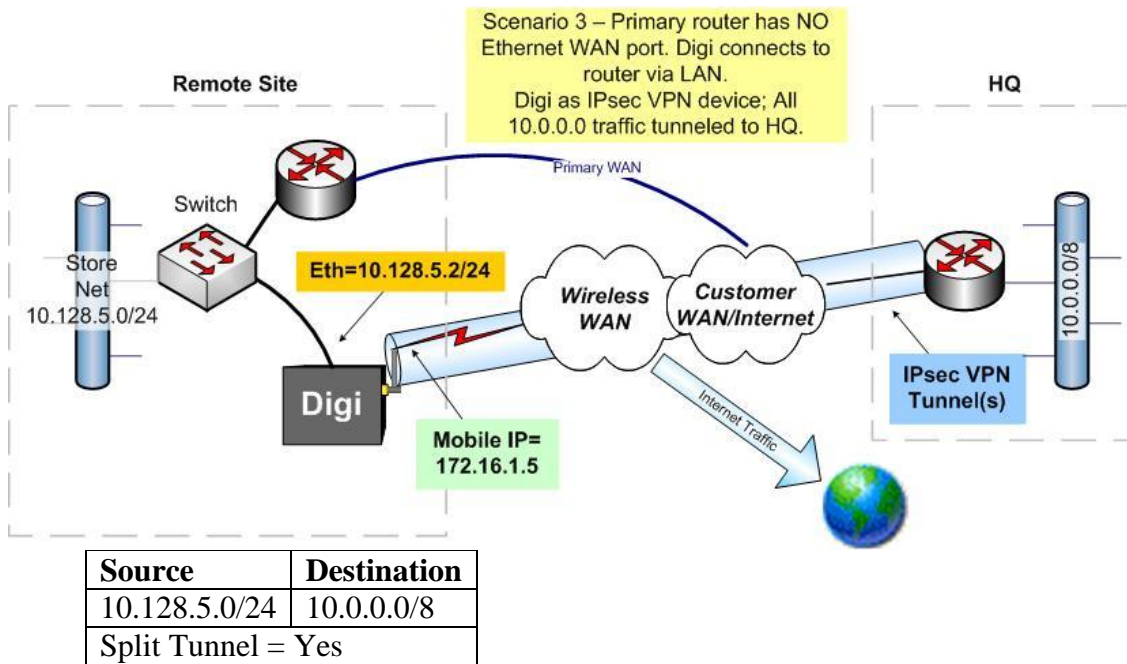 Scenario 3 – Primary router has NO
Ethernet WAN port. Digi connects to
router via LAN.
Digi as IPsec VPN device; All
10.0.0.0 traffic tunneled to HQ.
Remote Site
HQ
Primary WAN
Switch
Store
Net
10.128.5.0/24
Eth=10.128.5.2/24
Wireless
WAN
Customer
WAN/Internet
10.0.0.0/8
IPsec VPN
Tunnel(s)
Digi
Mobile IP=
172.16.1.5
Internet Traffic
Source Destination
10.128.5.0/24 10.0.0.0/8
Split Tunnel = Yes